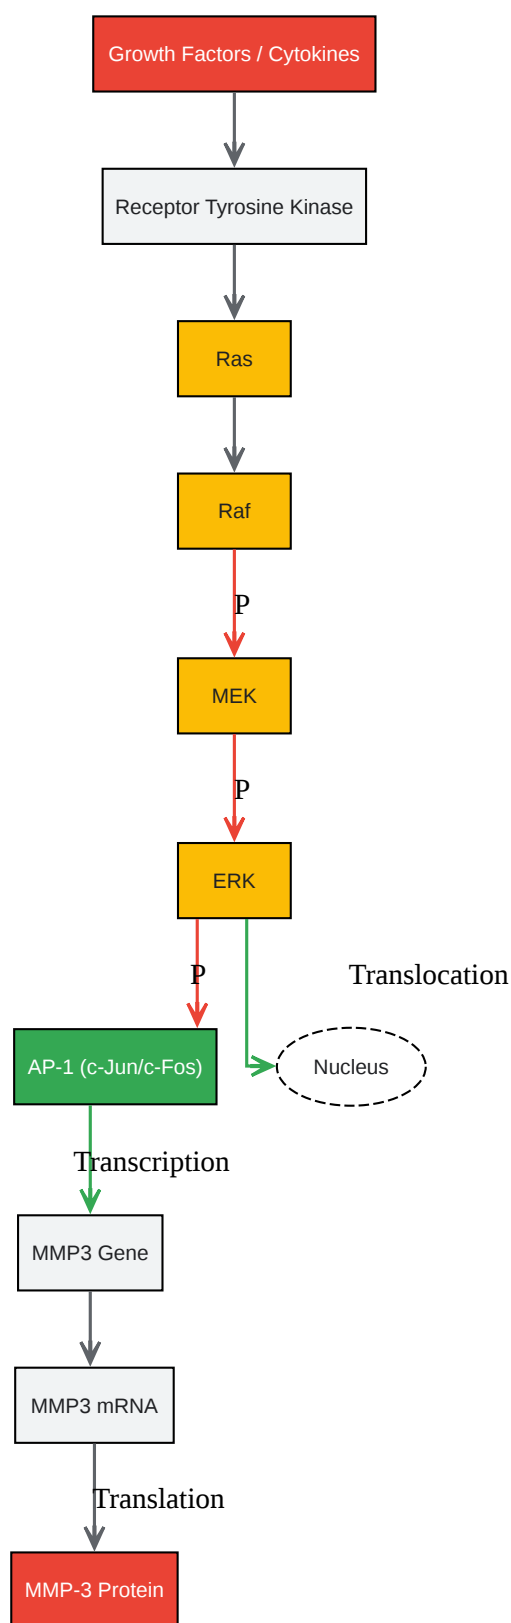 Growth Factors / Cytokines
Receptor Tyrosine Kinase
Ras
Raf
P
MEK
P
ERK
P
Translocation
AP-1 (c-Jun/c-Fos)
Nucleus
Transcription
MMP3 Gene
MMP3 mRNA
Translation
MMP-3 Protein